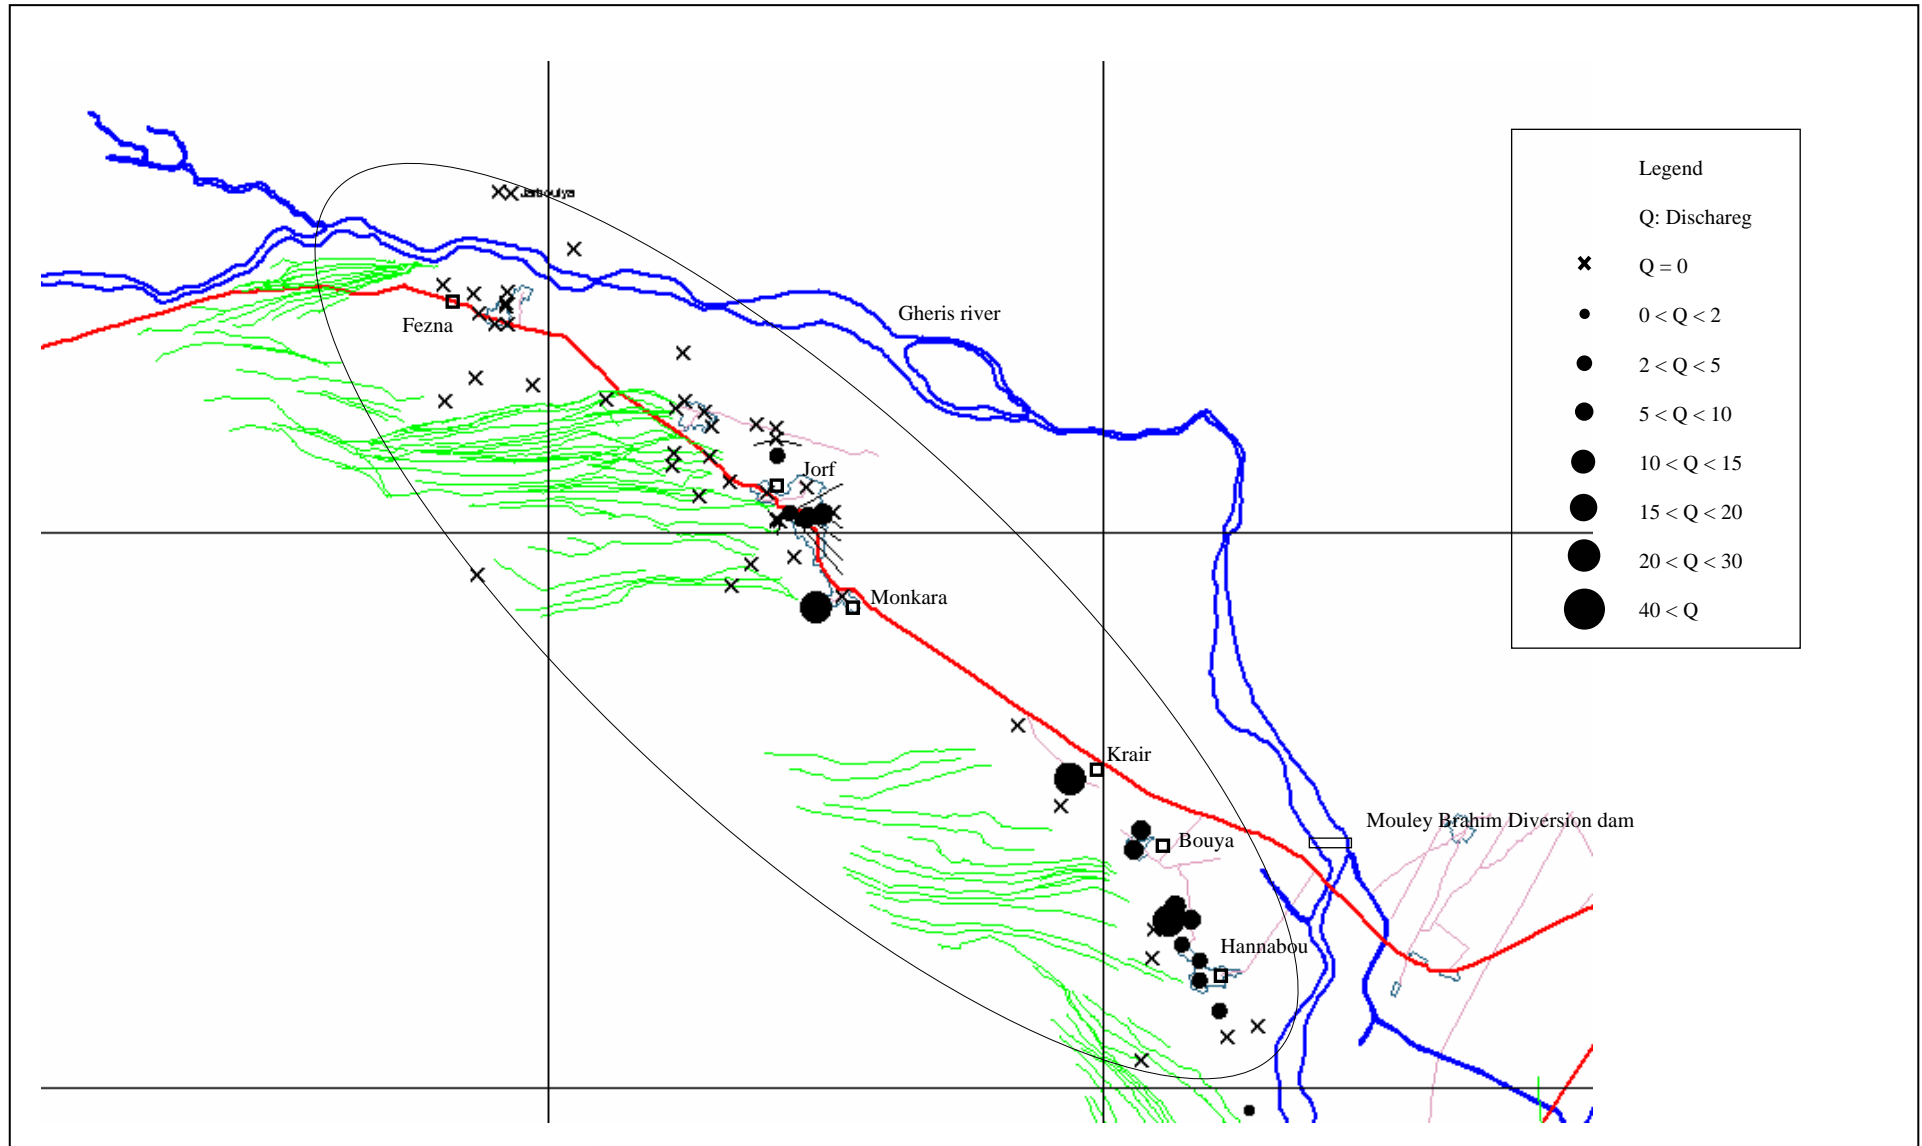 Jarboulya
Gheris river
Fezna
Jorf
Monkara
Krair
Mouley Brahim Diversion dam
Bouya
Hannabou
Legend
Q: Dischareg
Q = 0
0 < Q < 2
2 < Q < 5
5 < Q < 10
10 < Q < 15
15 < Q < 20
20 < Q < 30
40 < Q